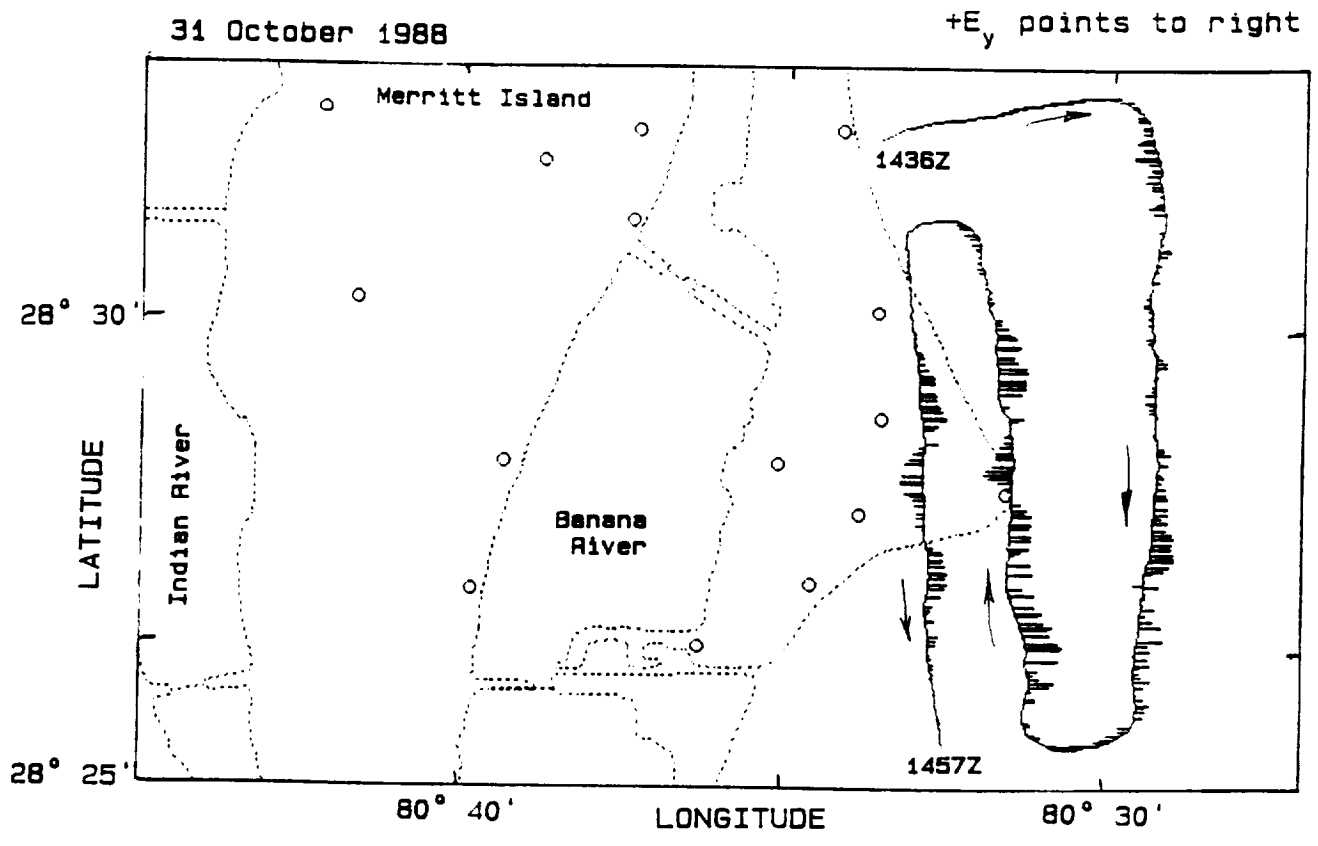 31 October 1988
+Ey points to right
Merritt Island
1436Z
28° 30'
LATITUDE
Indian River
Banana
River
1457Z
28° 25'
80° 40'
LONGITUDE
80° 30'